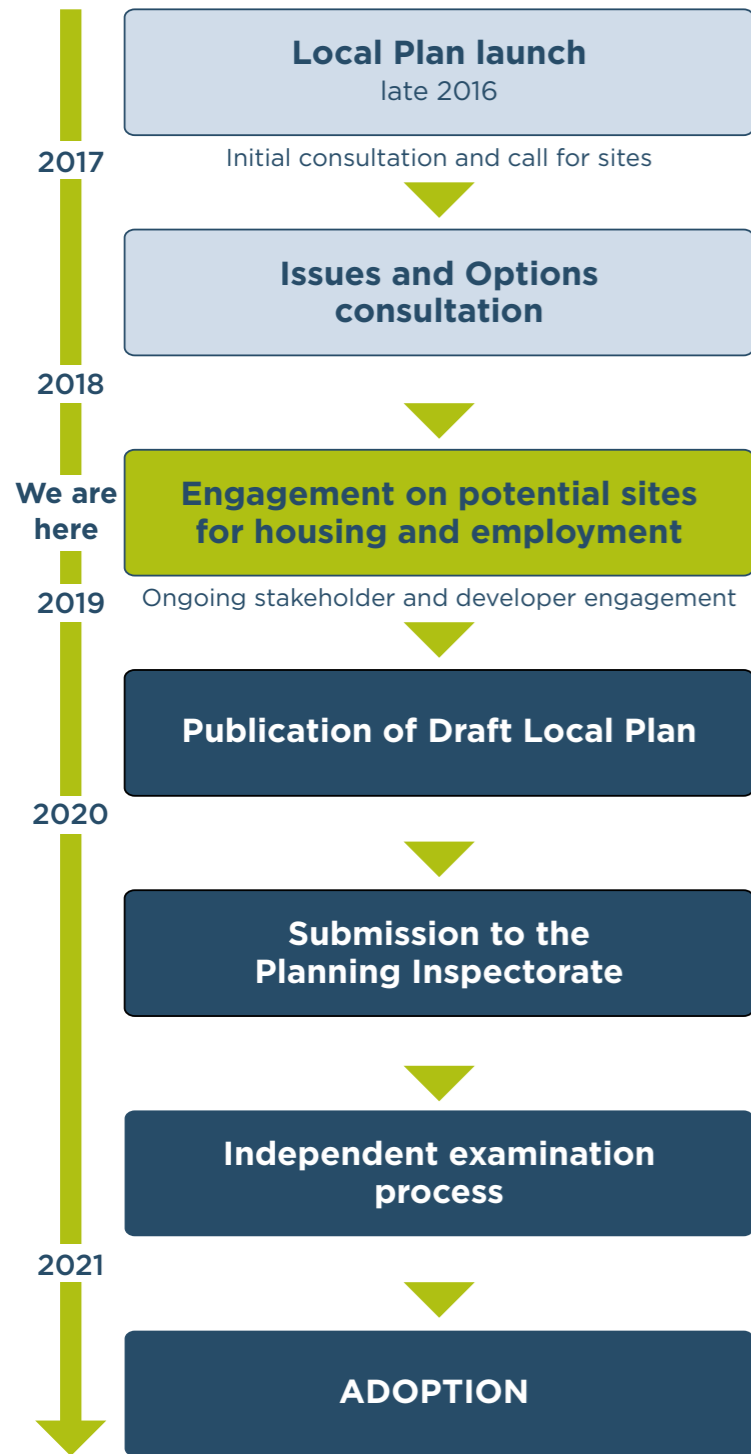 Local Plan launch
late 2016
2017
Initial consultation and call for sites
Issues and Options
consultation
2018
We are
here
Engagement on potential sites
for housing and employment
2019
Ongoing stakeholder and developer engagement
Publication of Draft Local Plan
2020
Submission to the
Planning Inspectorate
Independent examination
process
2021
ADOPTION